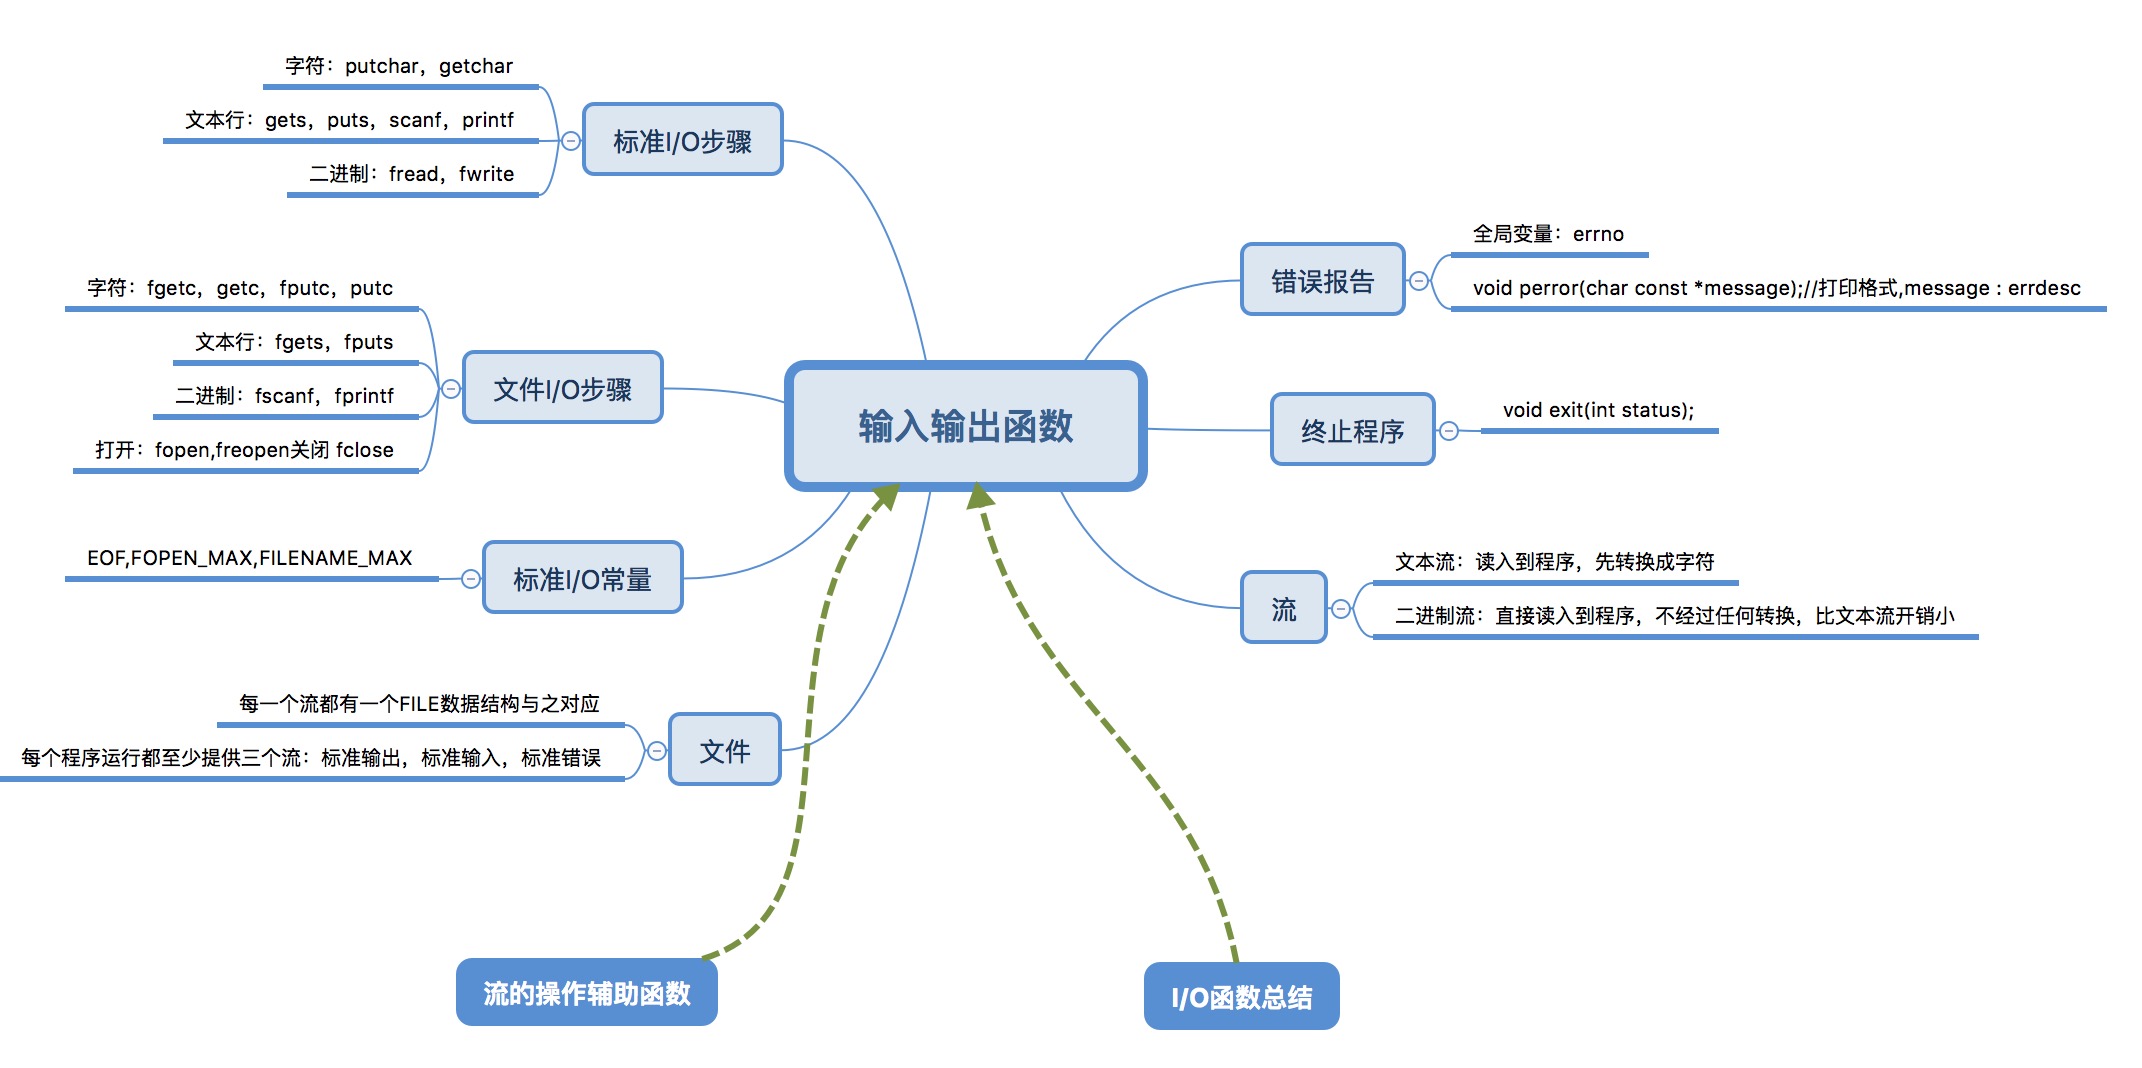 字符：putchar，getchar
文本行：gets，puts，scanf，printf
二进制：fread，fwrite
标准I/O步骤
字符：fgetc，getc，fputc，putc
文本行：fgets，fputs
二进制：fscanf，fprintf
打开：fopen,freopen关闭 fclose
文件I/O步骤
EOF,FOPEN_MAX,FILENAME_MAX
标准I/O常量
每一个流都有一个FILE数据结构与之对应
每个程序运行都至少提供三个流：标准输出，标准输入，标准错误
文件
输入输出函数
错误报告
全局变量：errno
void perror(char const *message);//打印格式,message : errdesc
终止程序
void exit(int status);
流
文本流：读入到程序，先转换成字符
二进制流：直接读入到程序，不经过任何转换，比文本流开销小
流的操作辅助函数
I/O函数总结